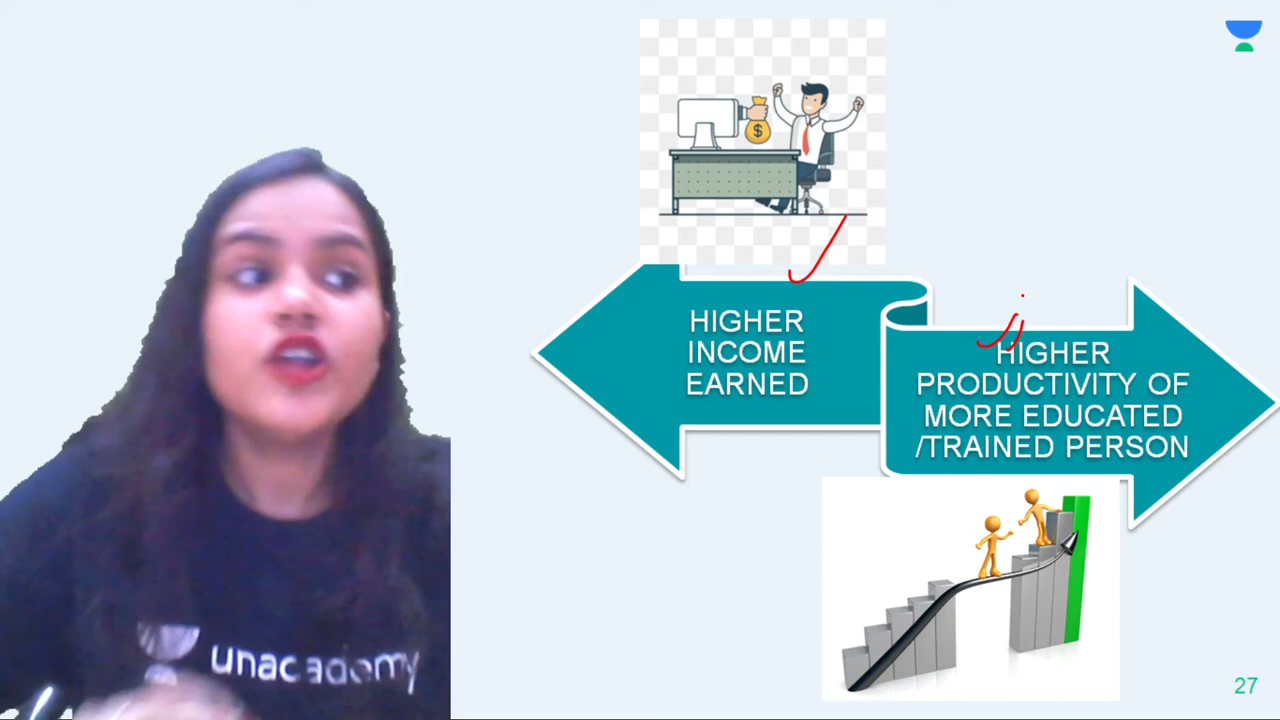 $
HIGHER
INCOME
EARNED
HIGHER
PRODUCTIVITY OF
MORE EDUCATED
/TRAINED PERSON
unacademy
27